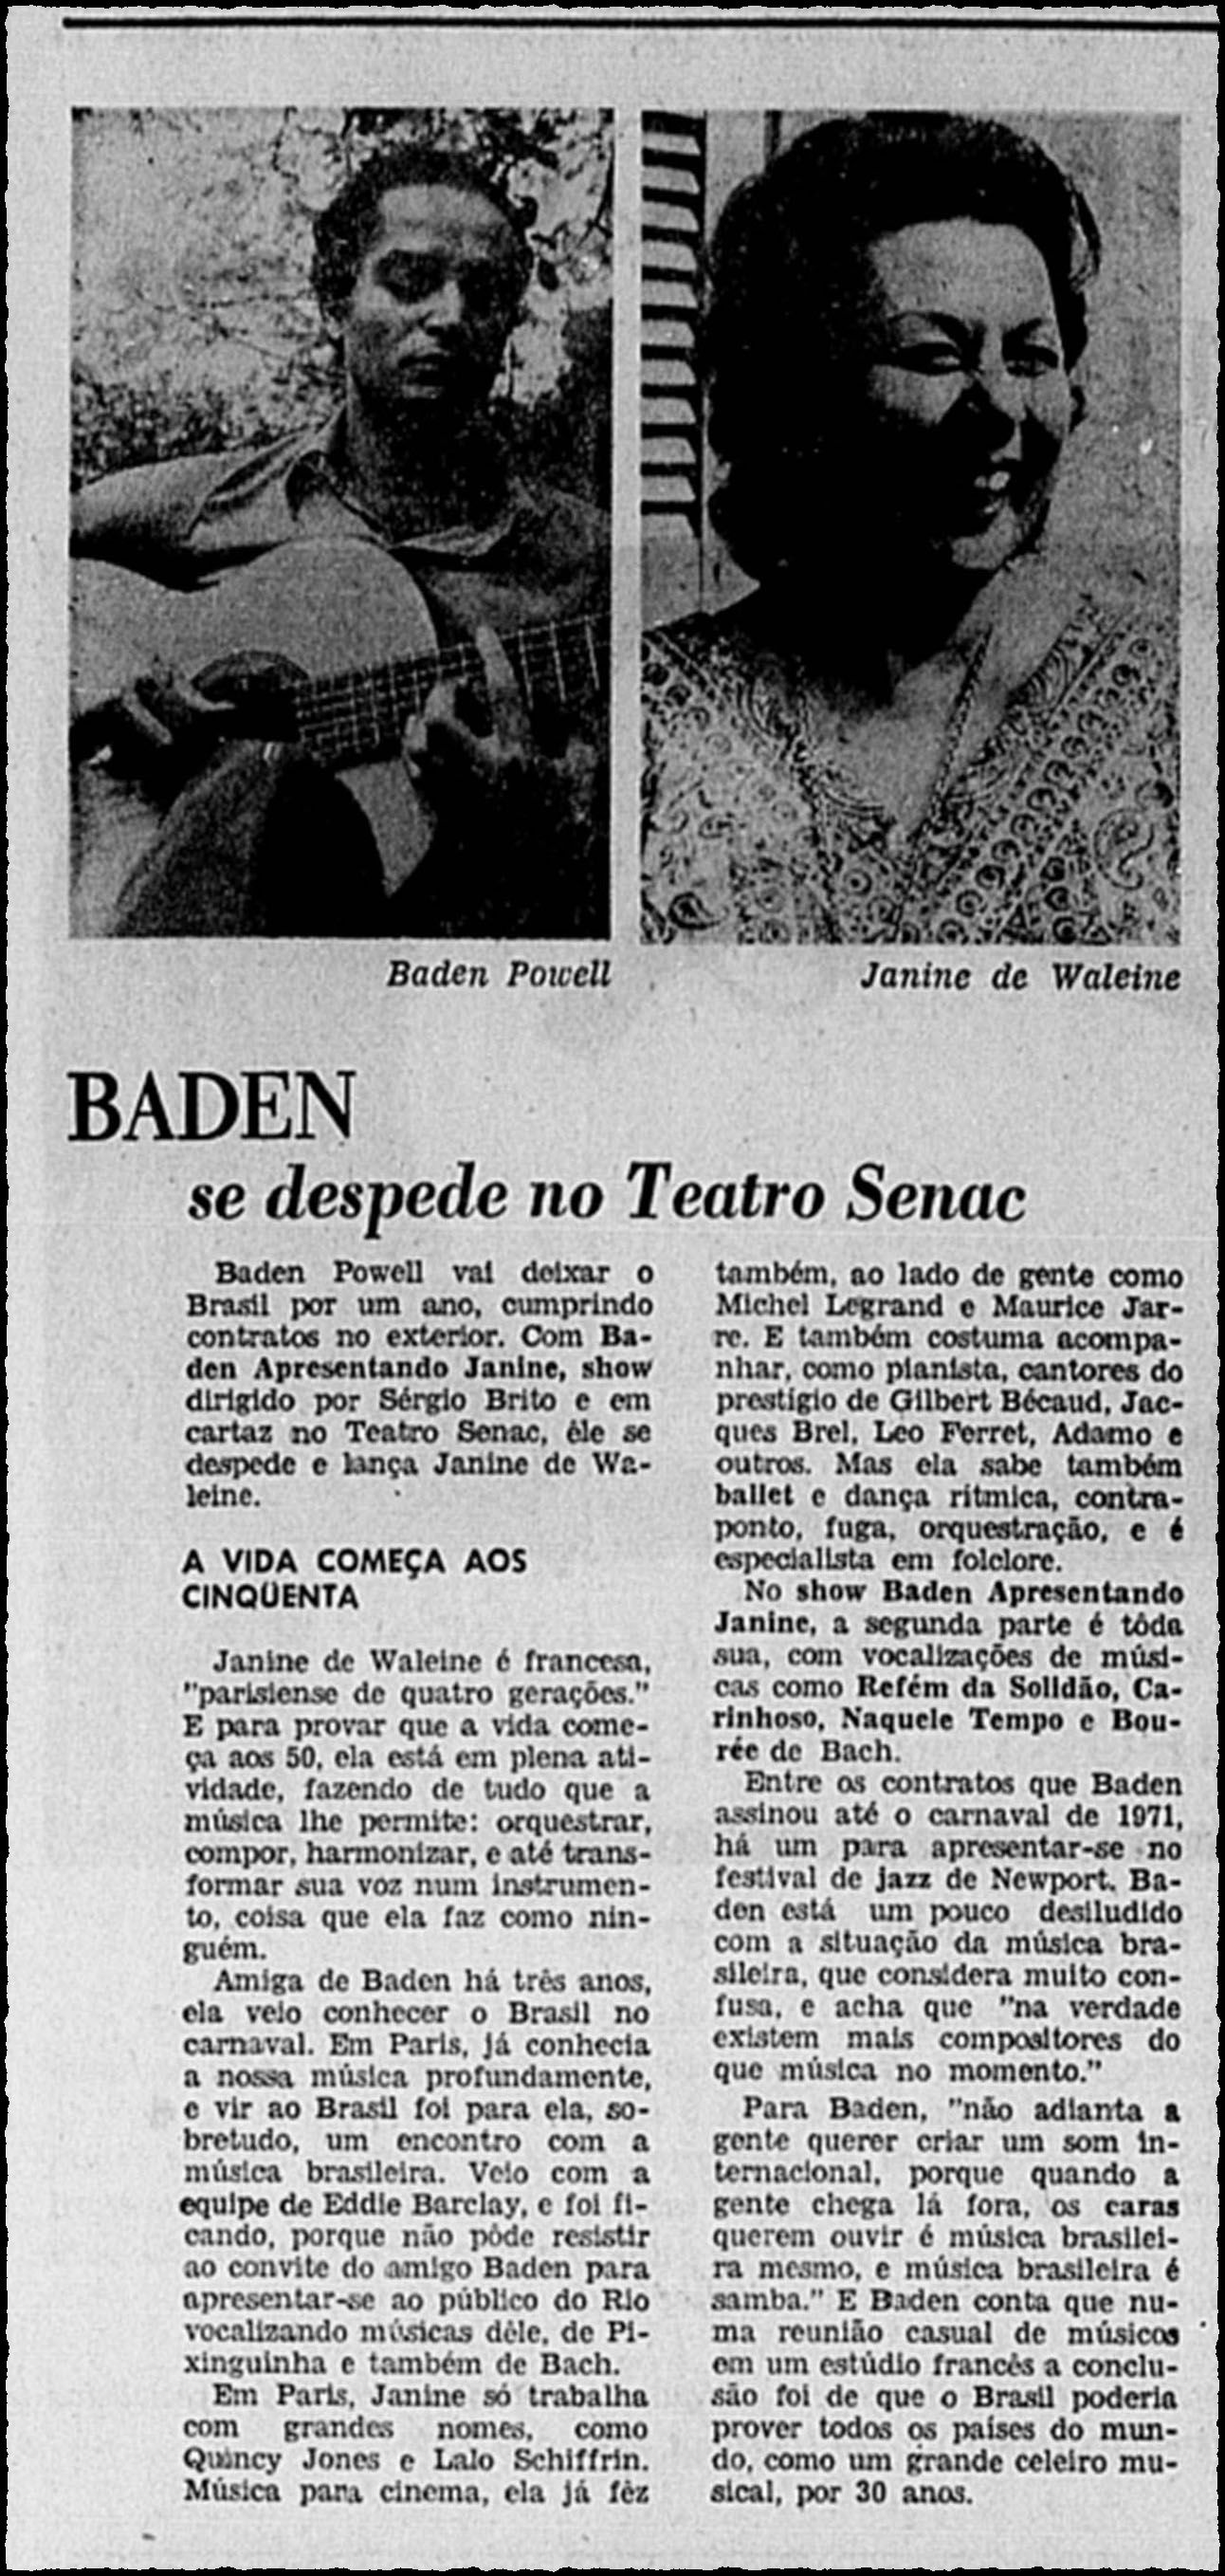 Baden Powell
Janine de Waleine
BADEN
se despede no Teatro Senac
Baden Powell vai deixar o
Brasil por um ano, cumprindo
contratos no exterior. Com Ba-
den Apresentando Janine, show
dirigido por Sérgio Brito e em
cartaz no Teatro Senac, êle se
despede e lança Janine de Wa-
leine.
A VIDA COMEÇA AOS
CINQÜENTA
Janine de Waleine é francesa,
"parisiense de quatro gerações."
E para provar que a vida come-
ça aos 50, ela está em plena ati-
vidade, fazendo de tudo que a
música lhe permite: orquestrar,
compor, harmonizar, e até trans-
formar sua voz num instrumen-
to, coisa que ela faz como nin-
guém.
Amiga de Baden há três anos,
ela veio conhecer o Brasil no
carnaval. Em Paris, já conhecia
a nossa música profundamente,
e vir ao Brasil foi para ela, so-
bretudo, um encontro com a
música brasileira. Veio com a
equipe de Eddie Barclay, e foi fi-
cando, porque não pôde resistir
ao convite do amigo Baden para
apresentar-se ao público do Rio
vocalizando músicas dêle, de Pi-
xinguinha e também de Bach.
Em Paris, Janine só trabalha
com grandes nomes, como
Quincy Jones e Lalo Schiffrin.
Música para cinema, ela já fêz
também, ao lado de gente como
Michel Legrand e Maurice Jar-
re. E também costuma acompa-
nhar, como pianista, cantores do
prestígio de Gilbert Bécaud, Jac-
ques Brel, Leo Ferret, Adamo e
outros. Mas ela sabe também
ballet e dança rítmica, contra-
ponto, fuga, orquestração, e é
especialista em folclore.
No show Baden Apresentando
Janine, a segunda parte é tôda
sua, com vocalizações de músi-
cas como Refém da Solidão, Ca-
rinhoso, Naquele Tempo e Bou-
rée de Bach.
Entre os contratos que Baden
assinou até o carnaval de 1971,
há um para apresentar-se no
festival de jazz de Newport. Ba-
den está um pouco desiludido
com a situação da música bra-
sileira, que considera muito con-
fusa, e acha que "na verdade
existem mais compositores do
que música no momento."
Para Baden, "não adianta a
gente querer criar um som in-
ternacional, porque quando a
gente chega lá fora, os caras
querem ouvir é música brasilei-
ra mesmo, e música brasileira é
samba." E Baden conta que nu-
ma reunião casual de músicos
em um estúdio francês a conclu-
são foi de que o Brasil poderia
prover todos os países do mun-
do, como um grande celeiro mu-
sical, por 30 anos.